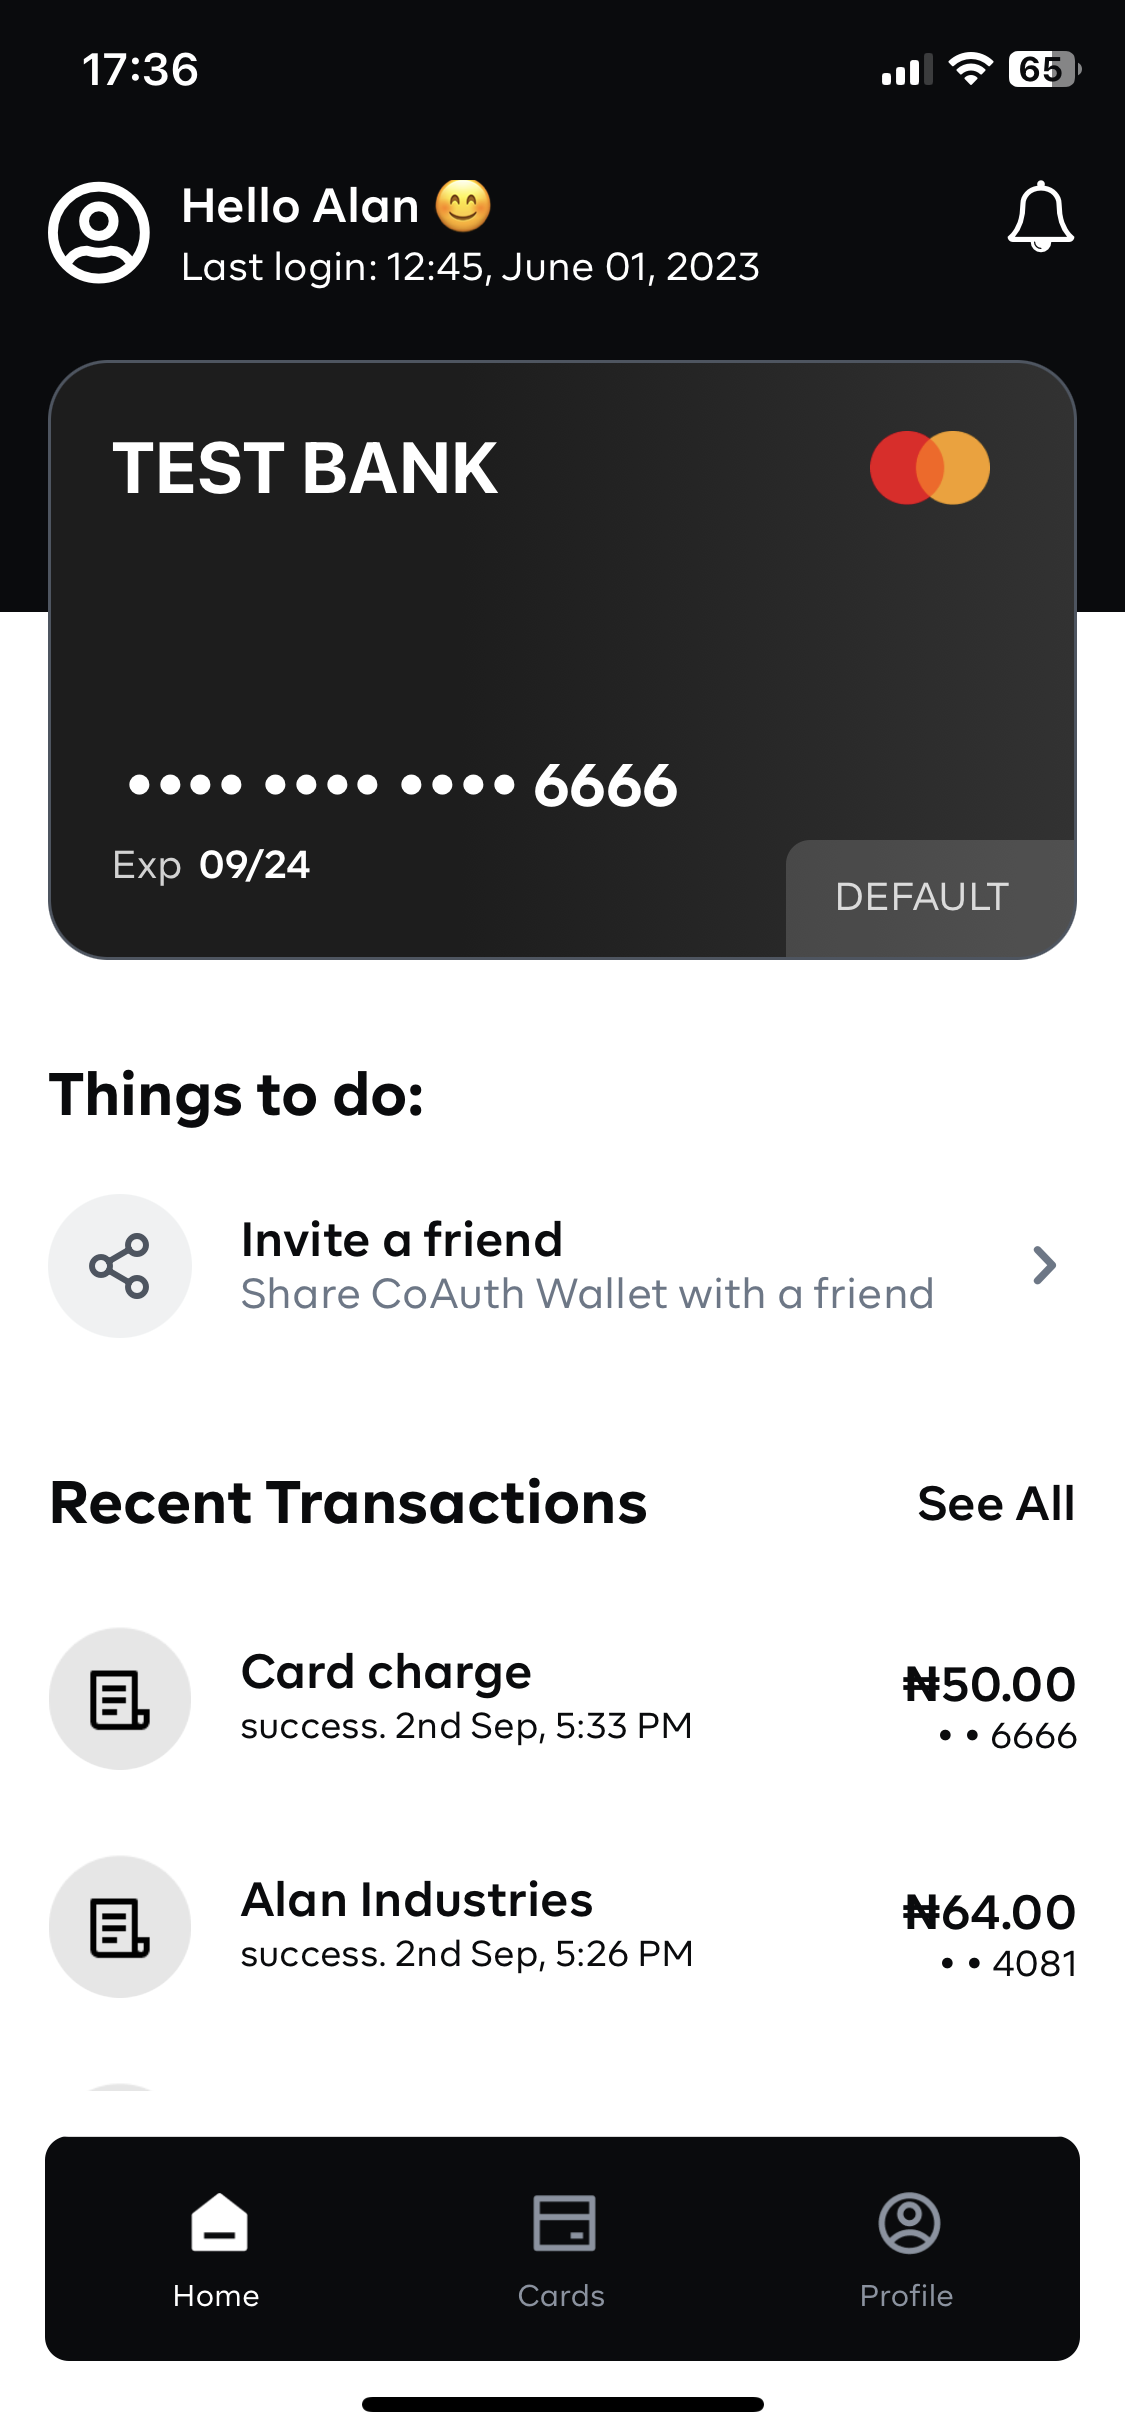 17:36
65
Hello Alan 😊
Last login: 12:45, June 01, 2023
TEST BANK
•••• •••• •••• 6666
Exp 09/24
DEFAULT
Things to do:
Invite a friend
Share CoAuth Wallet with a friend
Recent Transactions See All
Card charge ₦50.00
success. 2nd Sep, 5:33 PM • • 6666
Alan Industries ₦64.00
success. 2nd Sep, 5:26 PM • • 4081
Home Cards Profile